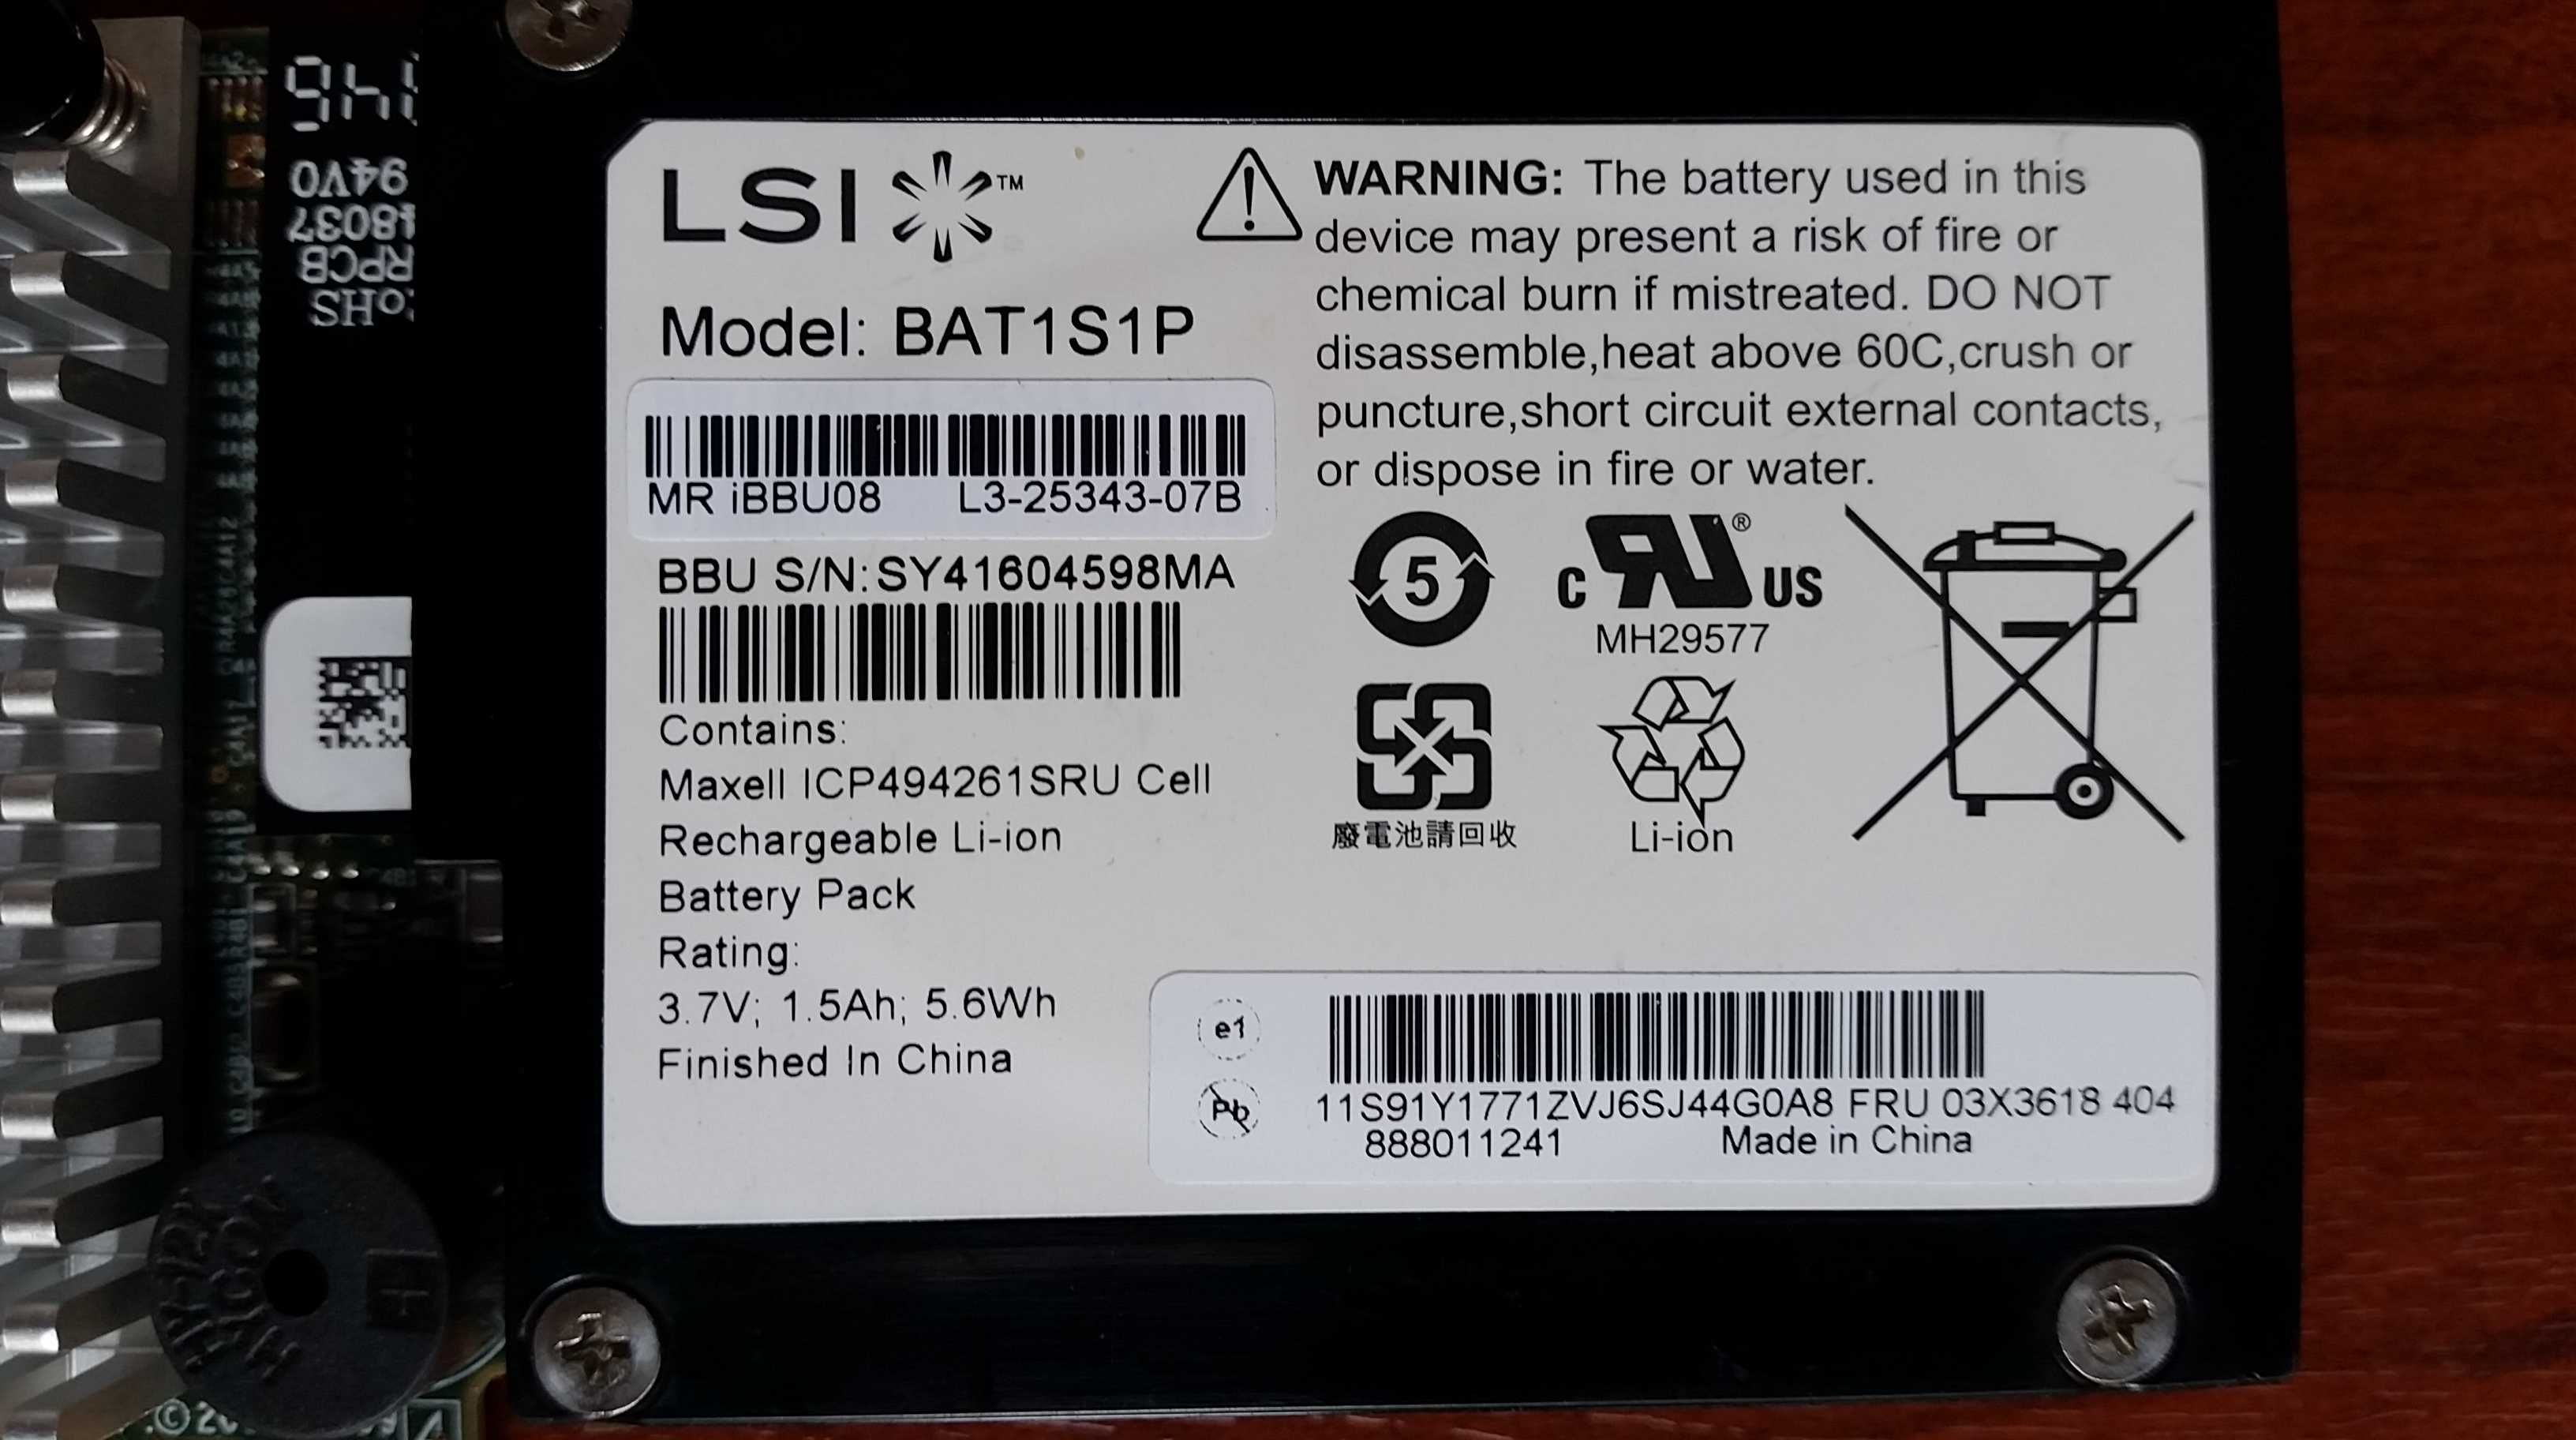 94V0
RPCB
LSI ™
Model: BAT1S1P
MR iBBU08 L3-25343-07B
BBU S/N:SY41604598MA
Contains:
Maxell ICP494261SRU Cell
Rechargeable Li-ion
Battery Pack
Rating:
3.7V; 1.5Ah; 5.6Wh
Finished In China
WARNING: The battery used in this
device may present a risk of fire or
chemical burn if mistreated. DO NOT
disassemble,heat above 60C,crush or
puncture,short circuit external contacts,
or dispose in fire or water.
5
c RU ® US
MH29577
廢電池請回收
Li-ion
e1
Pb
11S91Y1771ZVJ6SJ44G0A8 FRU 03X3618 404
888011241 Made in China